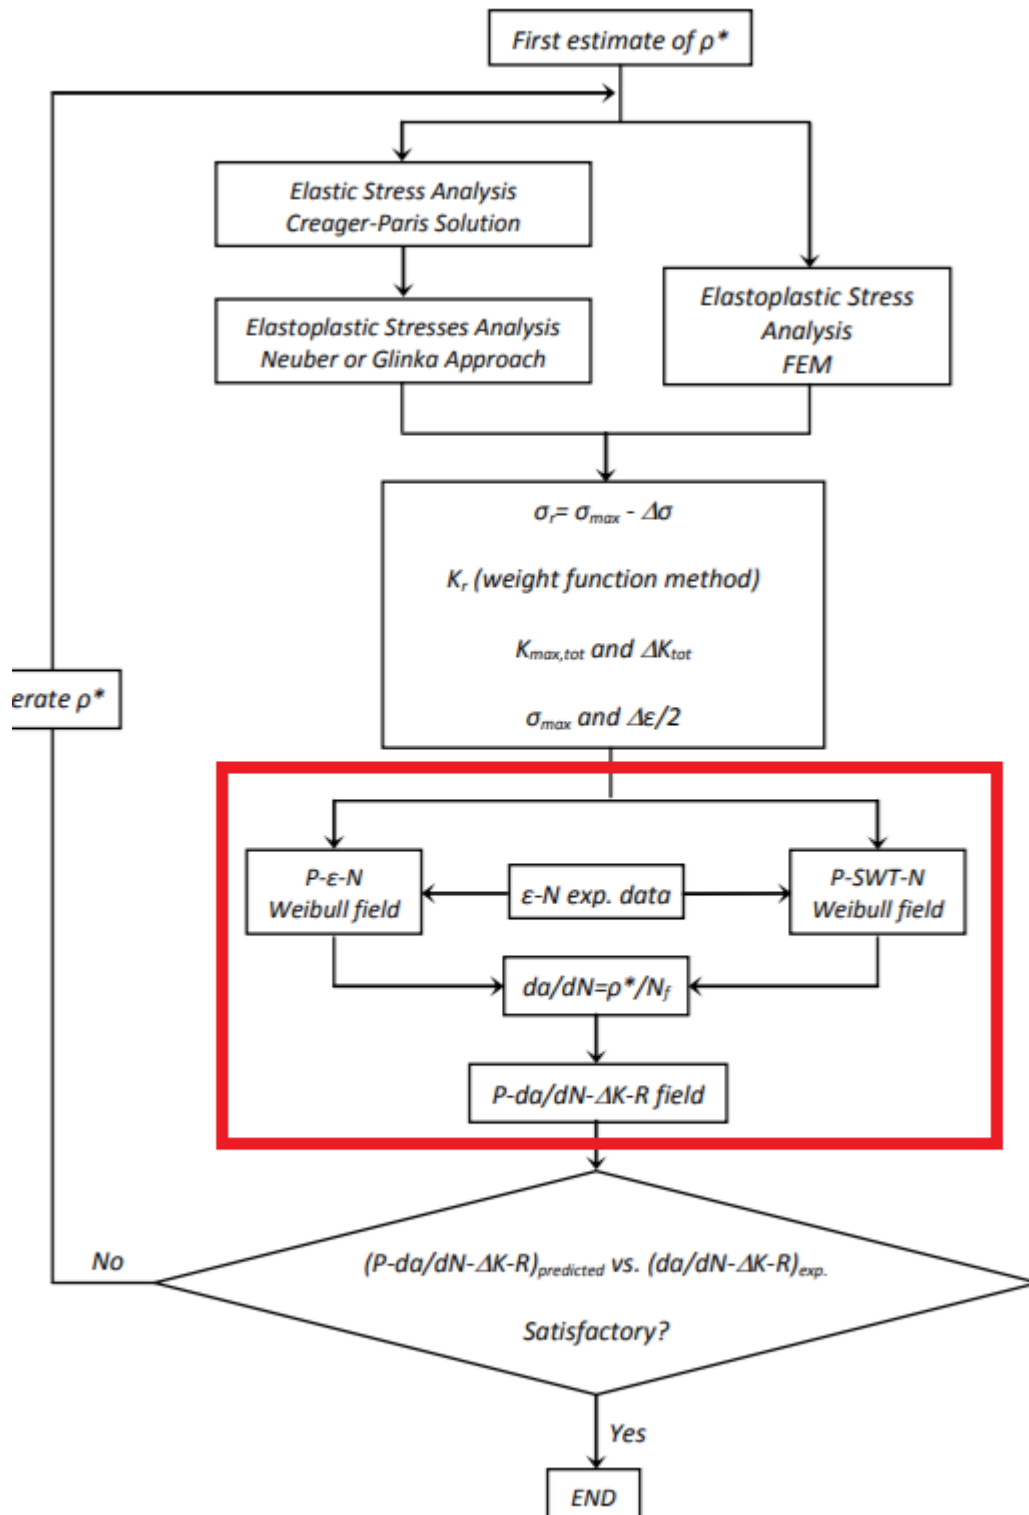 First estimate of ρ*
Elastic Stress Analysis
Creager-Paris Solution
Elastoplastic Stresses Analysis
Neuber or Glinka Approach
Elastoplastic Stress
Analysis
FEM
σr= σmax - Δσ
Kr (weight function method)
Kmax,tot and ΔKtot
σmax and Δε/2
erate ρ*
P-ε-N
Weibull field
ε-N exp. data
P-SWT-N
Weibull field
da/dN=ρ*/Nf
P-da/dN-ΔK-R field
(P-da/dN-ΔK-R)predicted vs. (da/dN-ΔK-R)exp.
Satisfactory?
No
Yes
END